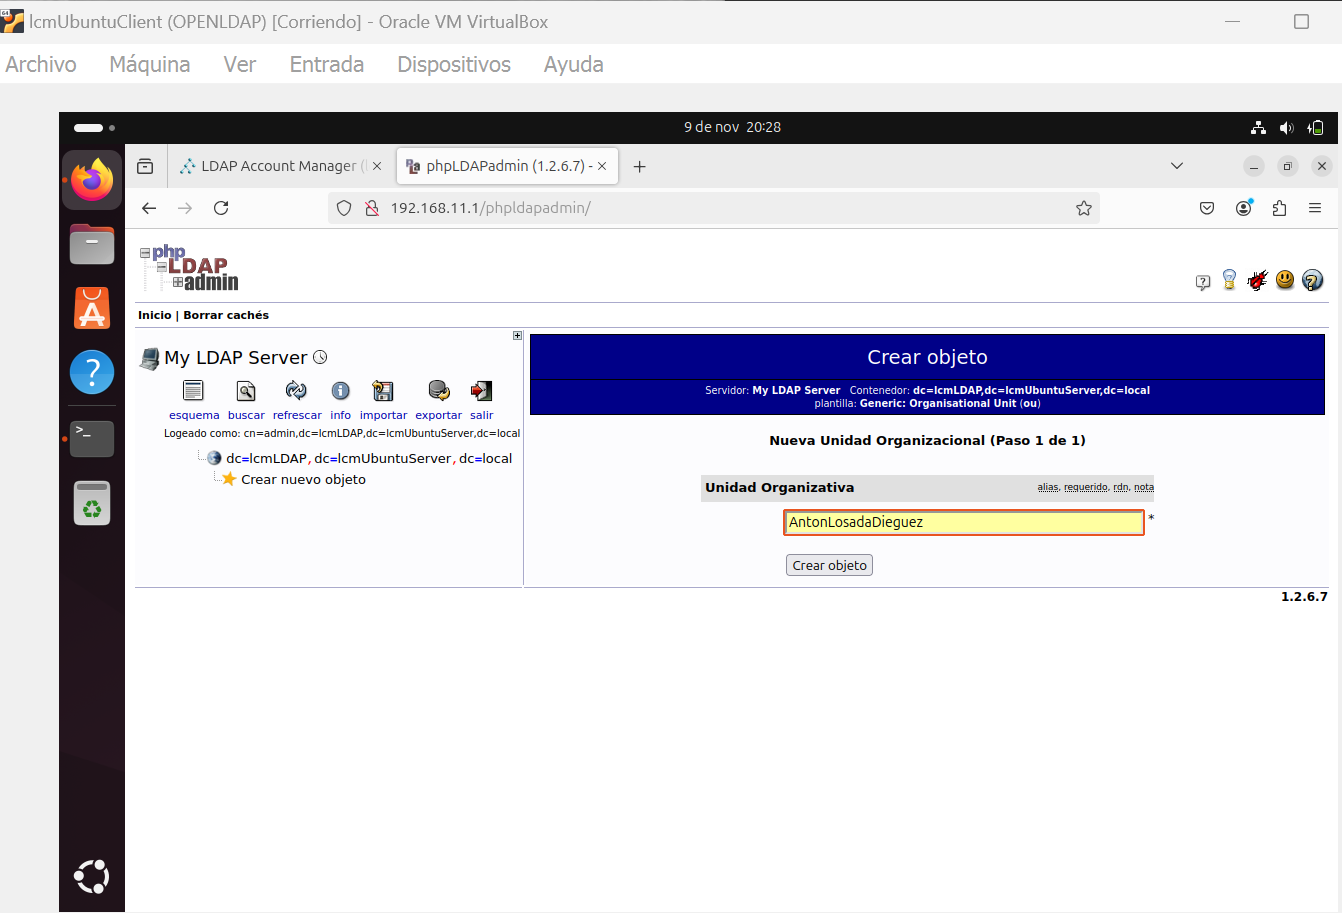 64
lcmUbuntuClient (OPENLDAP) [Corriendo] - Oracle VM VirtualBox
Archivo Máquina Ver Entrada Dispositivos Ayuda
9 de nov 20:28
LDAP Account Manager (
phpLDAPadmin (1.2.6.7) -
192.168.11.1/phpldapadmin/
php
LDAP
admin
Inicio | Borrar cachés
My LDAP Server
esquema buscar refrescar info importar exportar salir
Logeado como: cn=admin,dc=lcmLDAP,dc=lcmUbuntuServer,dc=local
dc=lcmLDAP,dc=lcmUbuntuServer,dc=local
Crear nuevo objeto
Crear objeto
Servidor: My LDAP Server Contenedor: dc=lcmLDAP,dc=lcmUbuntuServer,dc=local
plantilla: Generic: Organisational Unit (ou)
Nueva Unidad Organizacional (Paso 1 de 1)
Unidad Organizativa alias, requerido, rdn, nota
AntonLosadaDieguez *
Crear objeto
1.2.6.7